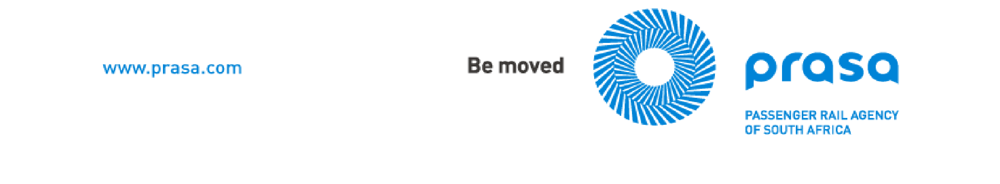 www.prasa.com
Be moved
prasa
PASSENGER RAIL AGENCY
OF SOUTH AFRICA